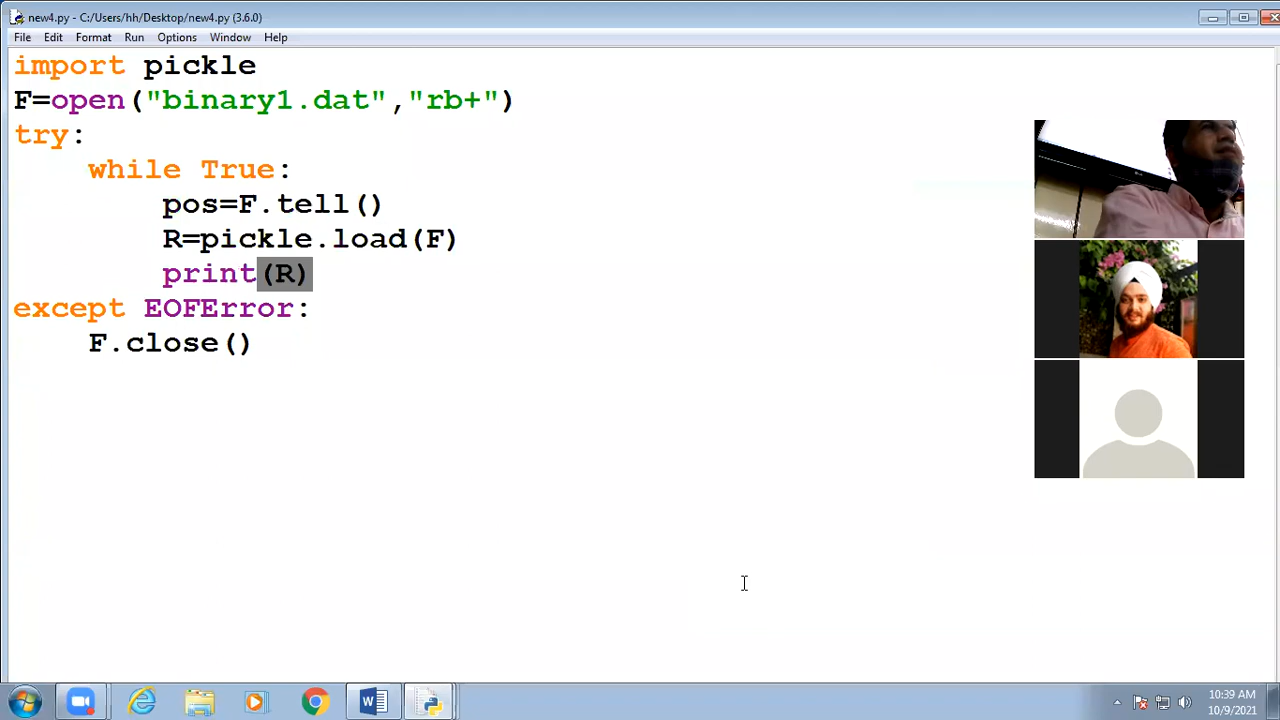 new4.py - C:/Users/hh/Desktop/new4.py (3.6.0)
File Edit Format Run Options Window Help
import pickle
F=open("binary1.dat","rb+")
try:
    while True:
        pos=F.tell()
        R=pickle.load(F)
        print(R)
except EOFError:
    F.close()
10:39 AM
10/9/2021